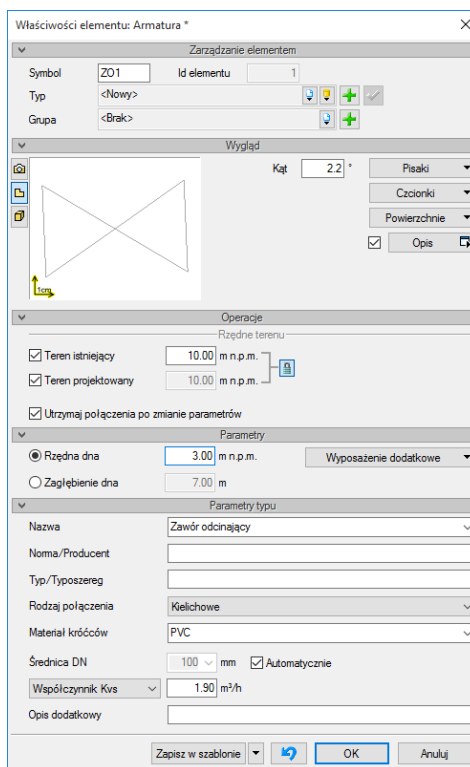 Właściwości elementu: Armatura *
Zarządzanie elementem
Symbol ZO1 Id elementu 1
Typ <Nowy>
Grupa <Brak>
Wygląd
Kąt 2.2 ° Pisaki
Czcionki
Powierzchnie
Opis
1cm
Operacje
Rzędne terenu
Teren istniejący 10.00 m n.p.m.
Teren projektowany 10.00 m n.p.m.
Utrzymaj połączenia po zmianie parametrów
Parametry
Rzędna dna 3.00 m n.p.m. Wyposażenie dodatkowe
Zagłębienie dna 7.00 m
Parametry typu
Nazwa Zawór odcinający
Norma/Producent
Typ/Typoszereg
Rodzaj połączenia Kielichowe
Materiał króćców PVC
Średnica DN 100 mm Automatycznie
Współczynnik Kvs 1.90 m³/h
Opis dodatkowy
Zapisz w szablonie OK Anuluj